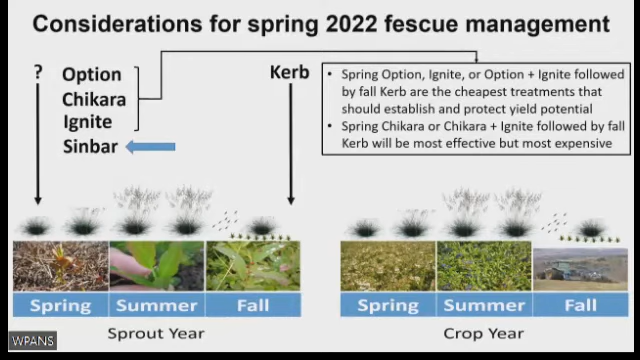 Considerations for spring 2022 fescue management
?
Option
Chikara
Ignite
Sinbar
Kerb
• Spring Option, Ignite, or Option + Ignite followed
by fall Kerb are the cheapest treatments that
should establish and protect yield potential
• Spring Chikara or Chikara + Ignite followed by fall
Kerb will be most effective but most expensive
Spring Summer Fall
Sprout Year
Spring Summer Fall
Crop Year
WPANS